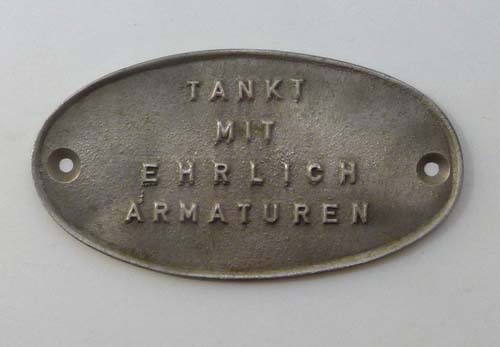 TANKT
MIT
EHRLICH
ARMATUREN